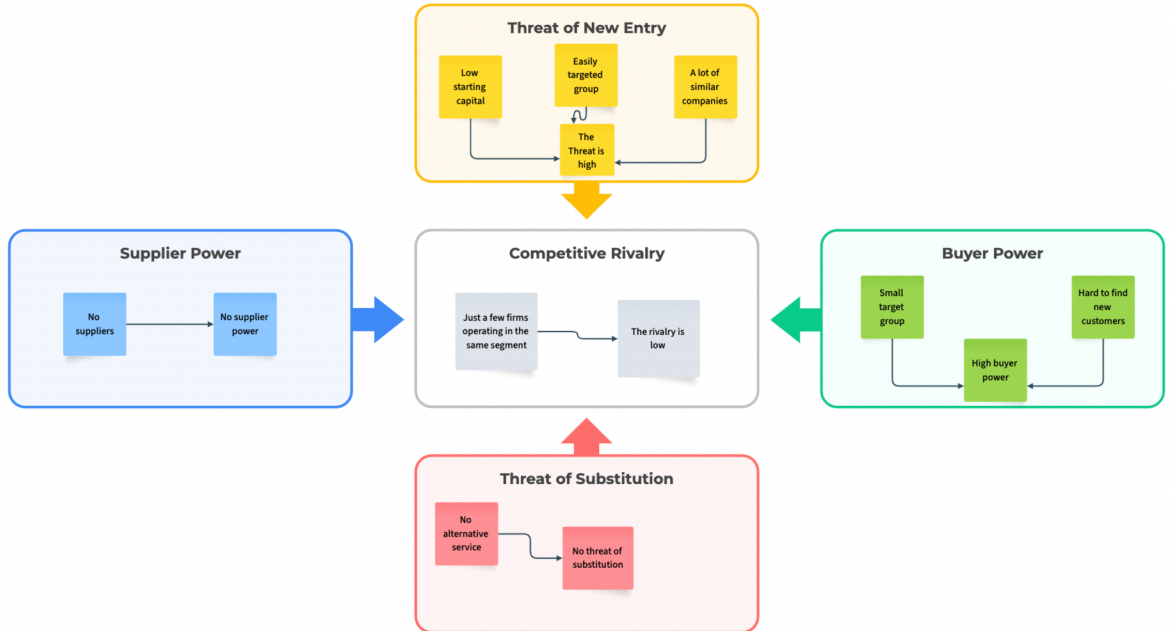 Threat of New Entry
Low
starting
capital
Easily
targeted
group
A lot of
similar
companies
The
Threat is
high
Supplier Power
No
suppliers
No supplier
power
Competitive Rivalry
Just a few firms
operating in the
same segment
The rivalry is
low
Buyer Power
Small
target
group
Hard to find
new
customers
High buyer
power
Threat of Substitution
No
alternative
service
No threat of
substitution